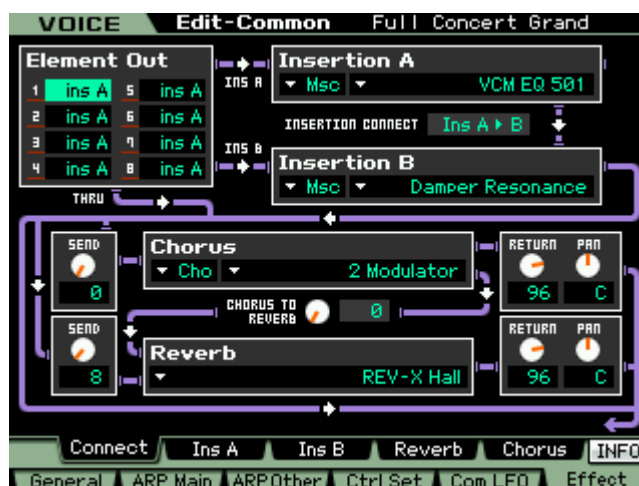 VOICE Edit-Common Full Concert Grand
Element Out
1 ins A 5 ins A
2 ins A 6 ins A
3 ins A 7 ins A
4 ins A 8 ins A
THRU
INS A
INS B
Insertion A
Msc VCM EQ 501
INSERTION CONNECT Ins A ▸ B
Insertion B
Msc Damper Resonance
SEND
0
Chorus
Cho 2 Modulator
RETURN PAN
96 C
CHORUS TO REVERB 0
SEND
8
Reverb
REV-X Hall
RETURN PAN
96 C
Connect Ins A Ins B Reverb Chorus INFO
General ARP Main ARP Other Ctrl Set Com LFO Effect